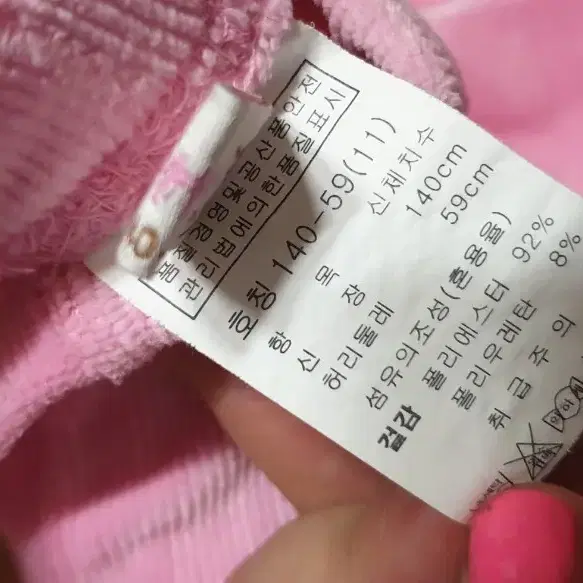 품질경영및공산품안전
관리법에의한품질표시
호칭 140-59(11)
항 목 신체치수
신 장 140cm
허리둘레 59cm
섬유의조성(혼용율)
겉감 폴리에스터 92%
폴리우레탄 8%
취 급 주 의